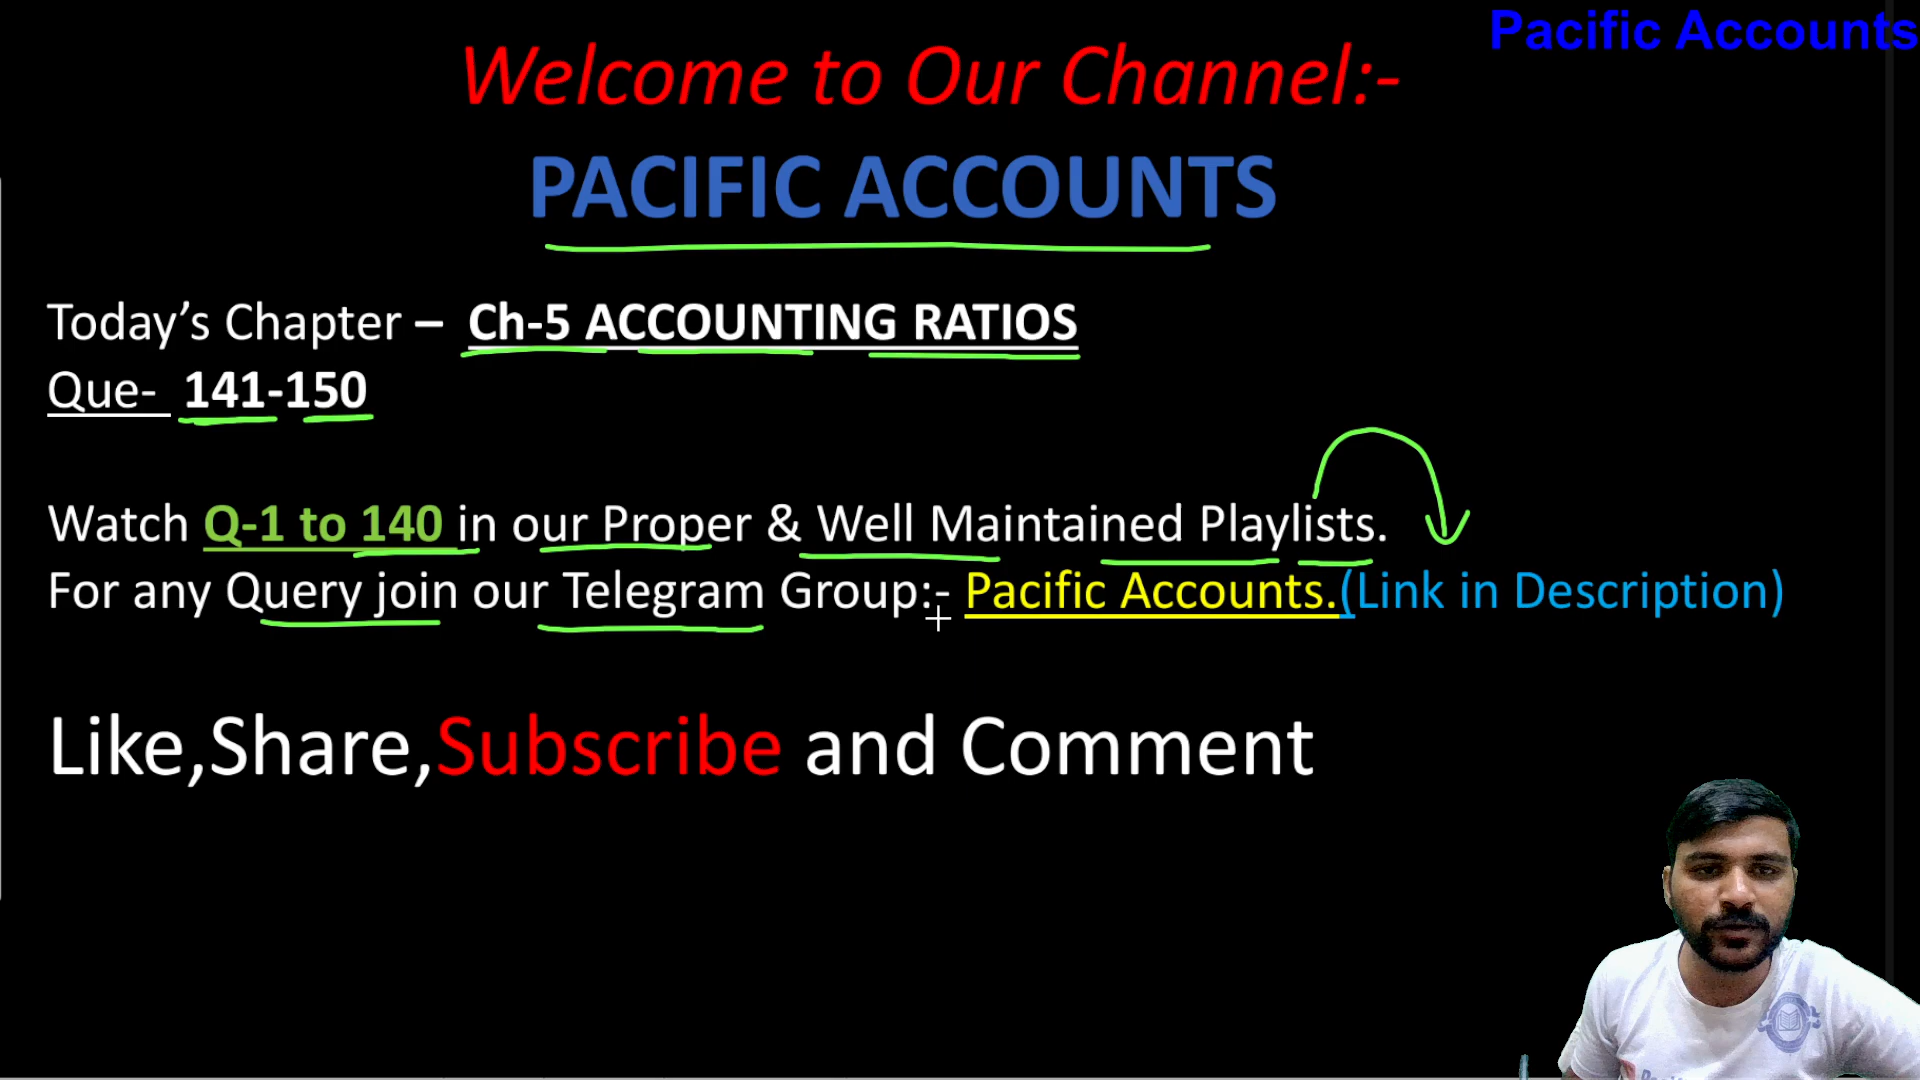 Pacific Accounts
Welcome to Our Channel:-
PACIFIC ACCOUNTS
Today’s Chapter – Ch-5 ACCOUNTING RATIOS
Que- 141-150
Watch Q-1 to 140 in our Proper & Well Maintained Playlists.
For any Query join our Telegram Group:- Pacific Accounts.(Link in Description)
Like,Share,Subscribe and Comment